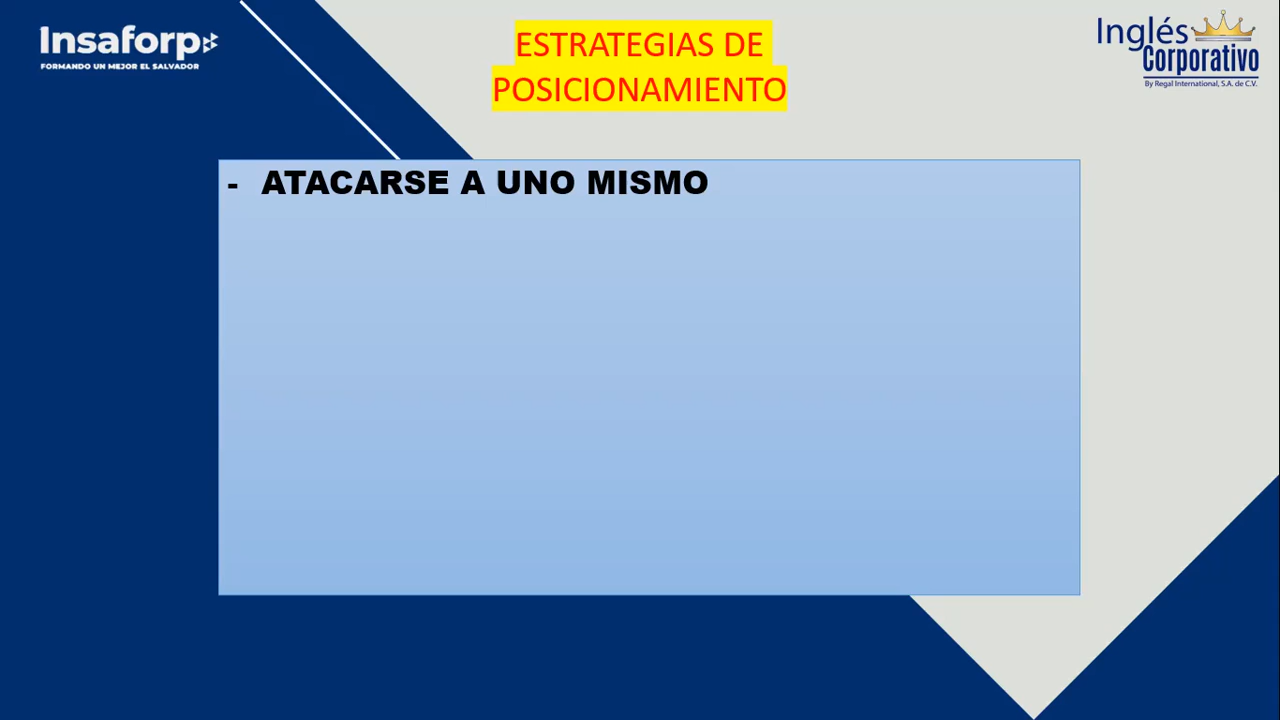 Insaforp
FORMANDO UN MEJOR EL SALVADOR
ESTRATEGIAS DE
POSICIONAMIENTO
Inglés
Corporativo
By Regal International, S.A. de C.V.
- ATACARSE A UNO MISMO